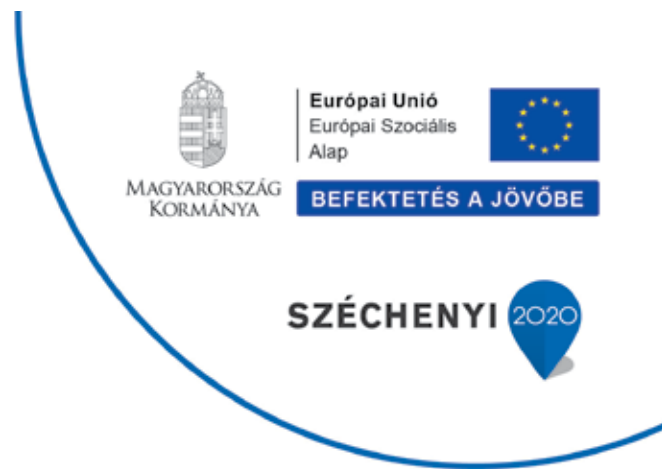 Európai Unió
Európai Szociális
Alap
MAGYARORSZÁG
KORMÁNYA
BEFEKTETÉS A JÖVŐBE
SZÉCHENYI 2020